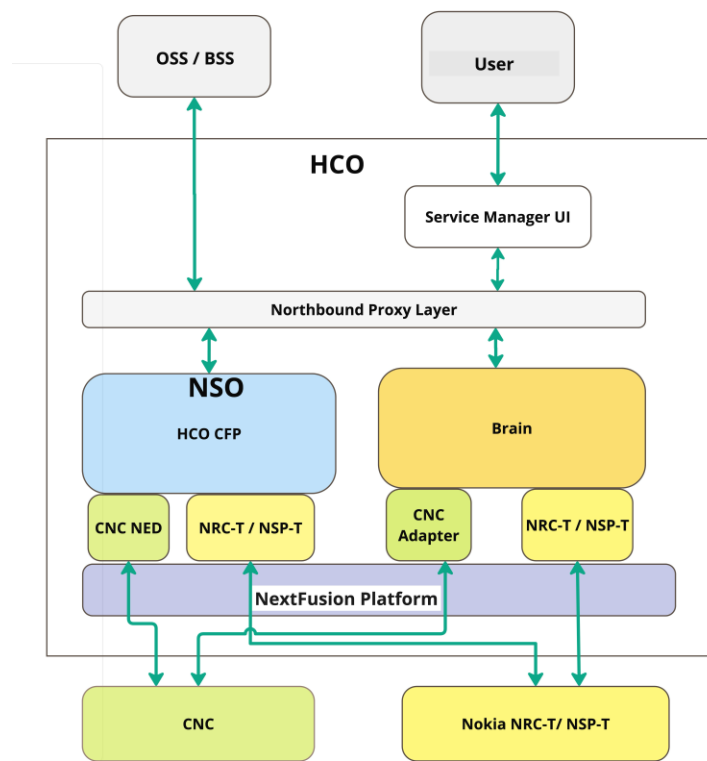 OSS / BSS
User
HCO
Service Manager UI
Northbound Proxy Layer
NSO
HCO CFP
Brain
CNC NED
NRC-T / NSP-T
CNC
Adapter
NRC-T / NSP-T
NextFusion Platform
CNC
Nokia NRC-T/ NSP-T